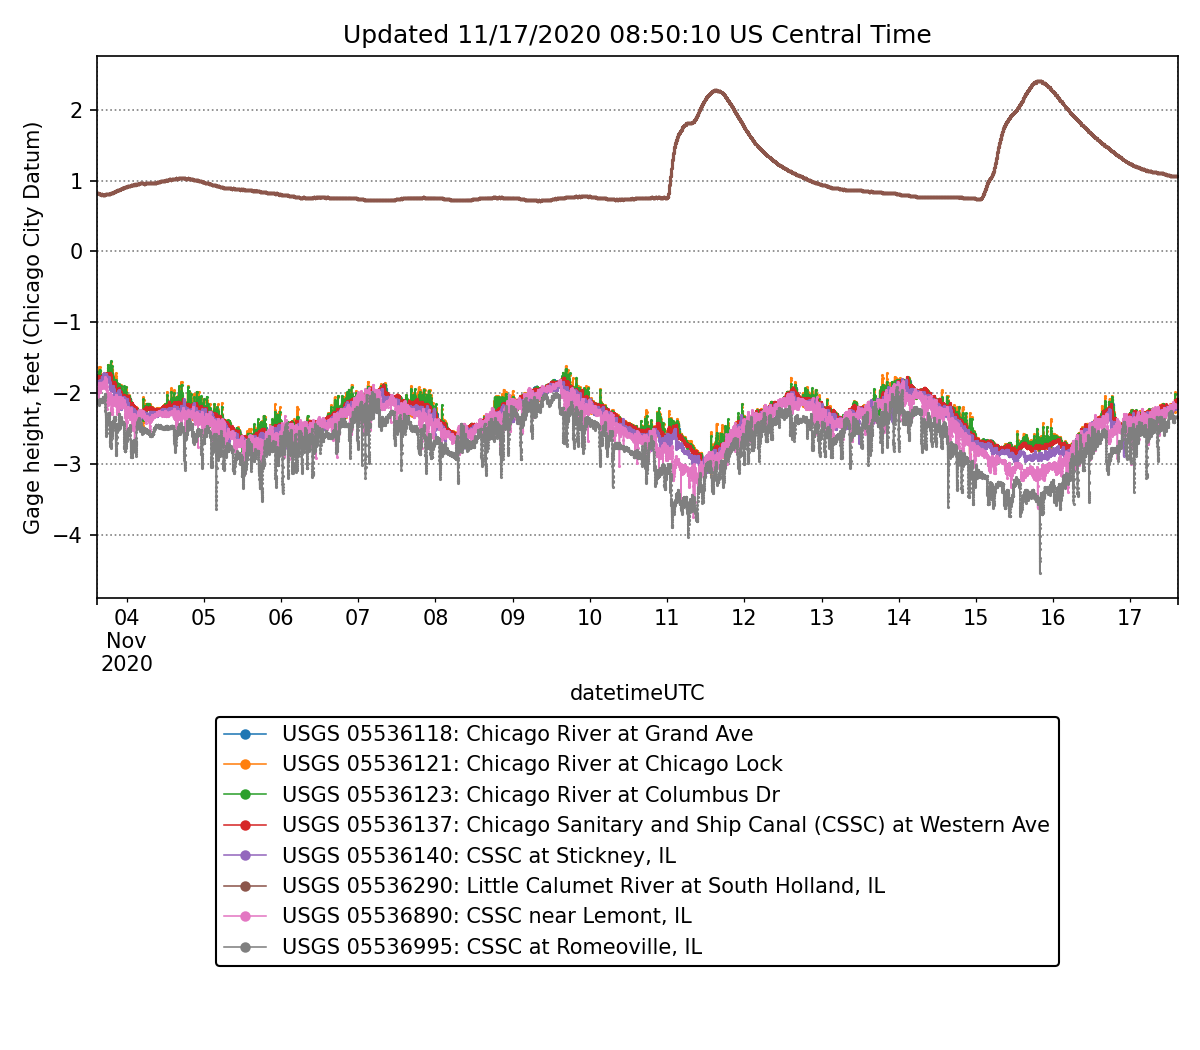 Updated 11/17/2020 08:50:10 US Central Time
Gage height, feet (Chicago City Datum)
2
1
0
−1
−2
−3
−4
04 05 06 07 08 09 10 11 12 13 14 15 16 17
Nov
2020
datetimeUTC
USGS 05536118: Chicago River at Grand Ave
USGS 05536121: Chicago River at Chicago Lock
USGS 05536123: Chicago River at Columbus Dr
USGS 05536137: Chicago Sanitary and Ship Canal (CSSC) at Western Ave
USGS 05536140: CSSC at Stickney, IL
USGS 05536290: Little Calumet River at South Holland, IL
USGS 05536890: CSSC near Lemont, IL
USGS 05536995: CSSC at Romeoville, IL